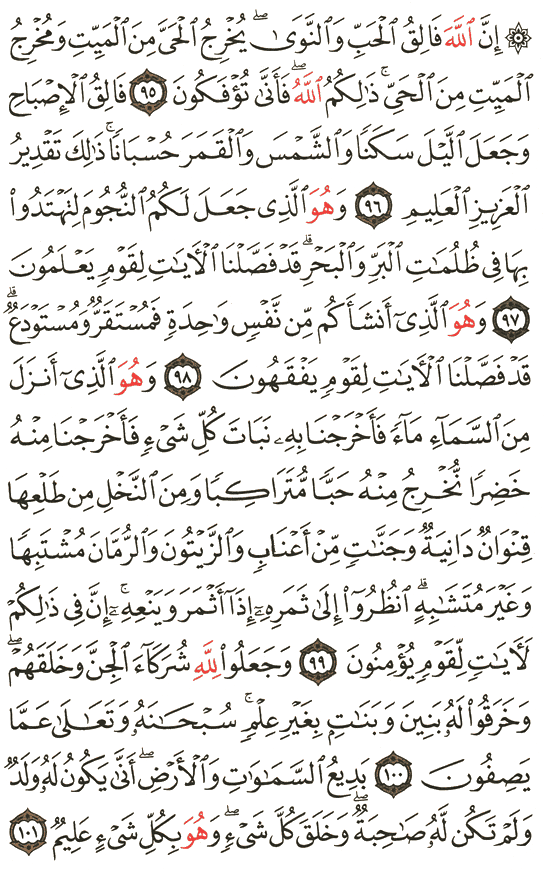 ۞ إِنَّ ٱللَّهَ فَالِقُ ٱلۡحَبِّ وَٱلنَّوَىٰۖ يُخۡرِجُ ٱلۡحَيَّ مِنَ ٱلۡمَيِّتِ وَمُخۡرِجُ
ٱلۡمَيِّتِ مِنَ ٱلۡحَيِّۚ ذَٰلِكُمُ ٱللَّهُۖ فَأَنَّىٰ تُؤۡفَكُونَ ٩٥ فَالِقُ ٱلۡإِصۡبَاحِ
وَجَعَلَ ٱلَّيۡلَ سَكَنٗا وَٱلشَّمۡسَ وَٱلۡقَمَرَ حُسۡبَانٗاۚ ذَٰلِكَ تَقۡدِيرُ
ٱلۡعَزِيزِ ٱلۡعَلِيمِ ٩٦ وَهُوَ ٱلَّذِي جَعَلَ لَكُمُ ٱلنُّجُومَ لِتَهۡتَدُواْ
بِهَا فِي ظُلُمَٰتِ ٱلۡبَرِّ وَٱلۡبَحۡرِۗ قَدۡ فَصَّلۡنَا ٱلۡأٓيَٰتِ لِقَوۡمٖ يَعۡلَمُونَ
٩٧ وَهُوَ ٱلَّذِيٓ أَنشَأَكُم مِّن نَّفۡسٖ وَٰحِدَةٖ فَمُسۡتَقَرّٞ وَمُسۡتَوۡدَعٞۗ
قَدۡ فَصَّلۡنَا ٱلۡأٓيَٰتِ لِقَوۡمٖ يَفۡقَهُونَ ٩٨ وَهُوَ ٱلَّذِيٓ أَنزَلَ
مِنَ ٱلسَّمَآءِ مَآءٗ فَأَخۡرَجۡنَا بِهِۦ نَبَاتَ كُلِّ شَيۡءٖ فَأَخۡرَجۡنَا مِنۡهُ
خَضِرٗا نُّخۡرِجُ مِنۡهُ حَبّٗا مُّتَرَاكِبٗا وَمِنَ ٱلنَّخۡلِ مِن طَلۡعِهَا
قِنۡوَانٞ دَانِيَةٞ وَجَنَّٰتٖ مِّنۡ أَعۡنَابٖ وَٱلزَّيۡتُونَ وَٱلرُّمَّانَ مُشۡتَبِهٗا
وَغَيۡرَ مُتَشَٰبِهٍۗ ٱنظُرُوٓاْ إِلَىٰ ثَمَرِهِۦٓ إِذَآ أَثۡمَرَ وَيَنۡعِهِۦٓۚ إِنَّ فِي ذَٰلِكُمۡ
لَأٓيَٰتٖ لِّقَوۡمٖ يُؤۡمِنُونَ ٩٩ وَجَعَلُواْ لِلَّهِ شُرَكَآءَ ٱلۡجِنَّ وَخَلَقَهُمۡۖ
وَخَرَقُواْ لَهُۥ بَنِينَ وَبَنَٰتِۭ بِغَيۡرِ عِلۡمٖۚ سُبۡحَٰنَهُۥ وَتَعَٰلَىٰ عَمَّا
يَصِفُونَ ١٠٠ بَدِيعُ ٱلسَّمَٰوَٰتِ وَٱلۡأَرۡضِۖ أَنَّىٰ يَكُونُ لَهُۥ وَلَدٞ
وَلَمۡ تَكُن لَّهُۥ صَٰحِبَةٞۖ وَخَلَقَ كُلَّ شَيۡءٖۖ وَهُوَ بِكُلِّ شَيۡءٍ عَلِيمٞ ١٠١